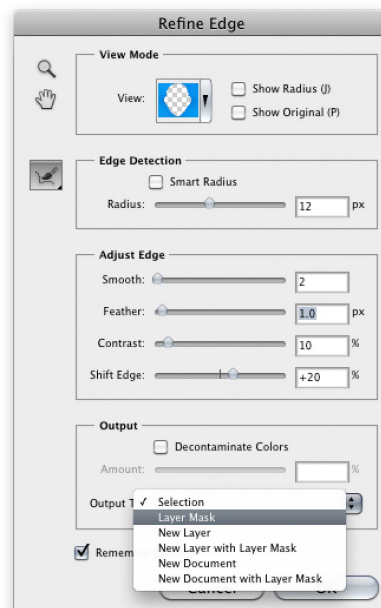 Refine Edge
View Mode
View:
Show Radius (J)
Show Original (P)
Edge Detection
Smart Radius
Radius: 12 px
Adjust Edge
Smooth: 2
Feather: 1.0 px
Contrast: 10 %
Shift Edge: +20 %
Output
Decontaminate Colors
Amount: %
Output T ✓ Selection
Layer Mask
New Layer
Remem New Layer with Layer Mask
New Document
New Document with Layer Mask